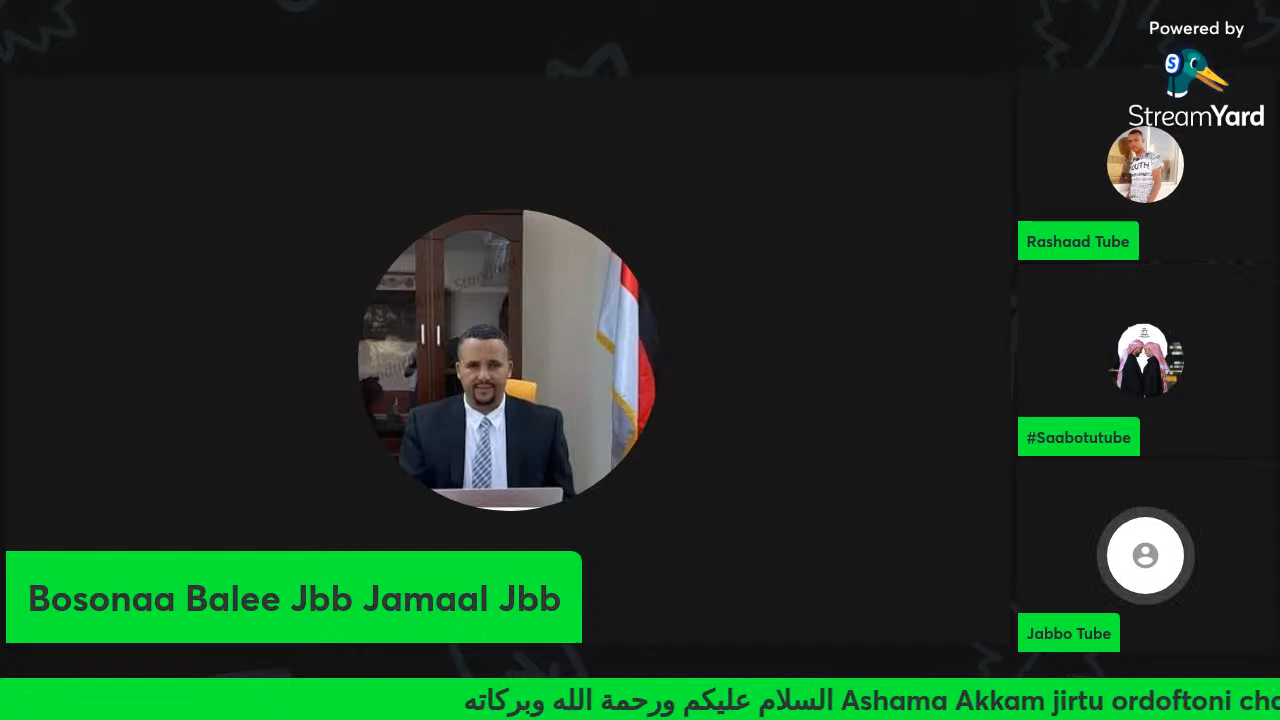 Powered by
StreamYard
Rashaad Tube
#Saabotutube
Jabbo Tube
Bosonaa Balee Jbb Jamaal Jbb
السلام عليكم ورحمة الله وبركاته Ashama Akkam jirtu ordoftoni